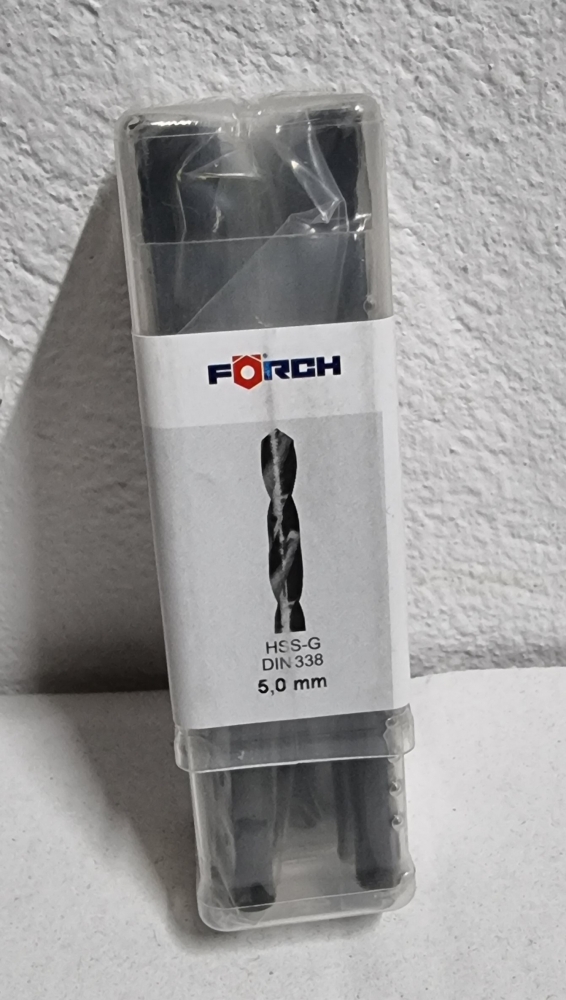 FÖRCH
HSS-G
DIN 338
5,0 mm